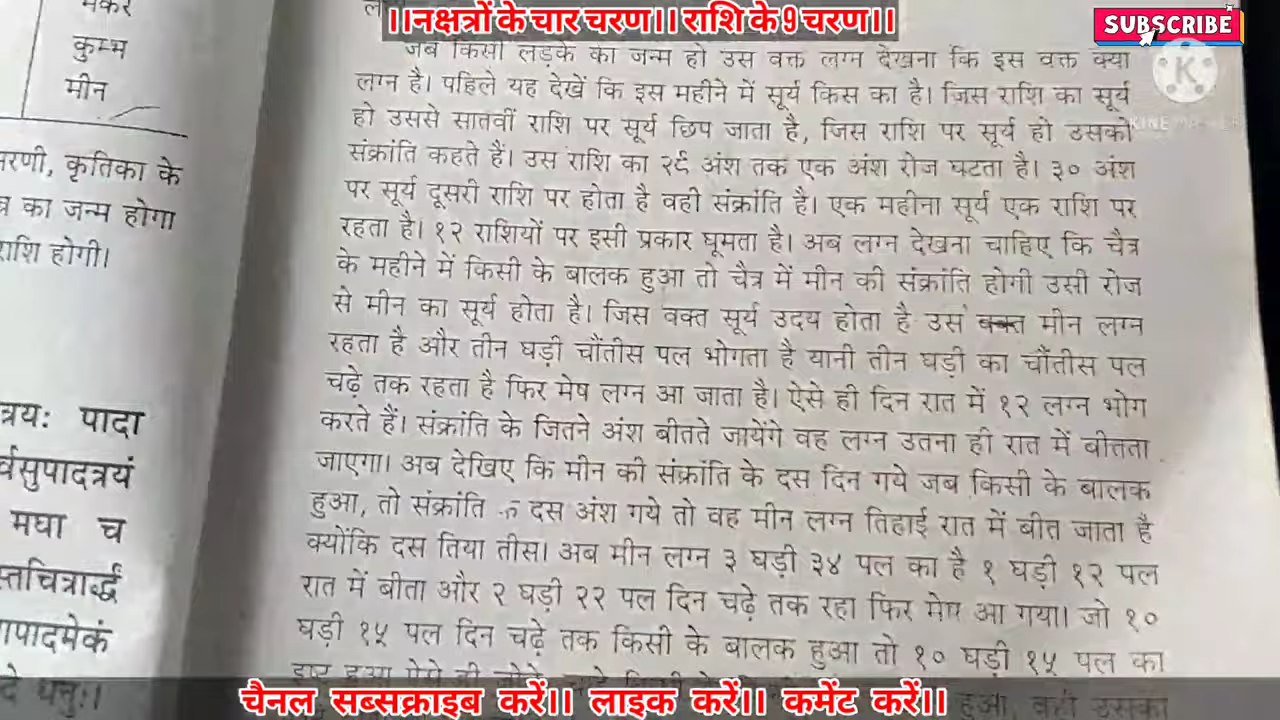 ।।नक्षत्रों के चार चरण।। राशि के 9 चरण।।
SUBSCRIBE
K
KINEMASTER
मकर
कुम्भ
मीन
कृतिका के
का जन्म होगा
राशि होगी।
त्रयः पादा
र्वसुपादत्रयं
मघा च
स्तचित्रार्द्धं
पादमेकं
धनुः।
जब किसी लड़के का जन्म हो उस वक्त लग्न देखना कि इस वक्त क्या
लग्न है। पहिले यह देखें कि इस महीने में सूर्य किस का है। जिस राशि का सूर्य
हो उससे सातवीं राशि पर सूर्य छिप जाता है, जिस राशि पर सूर्य हो उसको
संक्रांति कहते हैं। उस राशि का २९ अंश तक एक अंश रोज घटता है। ३० अंश
पर सूर्य दूसरी राशि पर होता है वही संक्रांति है। एक महीना सूर्य एक राशि पर
रहता है। १२ राशियों पर इसी प्रकार घूमता है। अब लग्न देखना चाहिए कि चैत्र
के महीने में किसी के बालक हुआ तो चैत्र में मीन की संक्रांति होगी उसी रोज
से मीन का सूर्य होता है। जिस वक्त सूर्य उदय होता है उस वक्त मीन लग्न
रहता है और तीन घड़ी चौंतीस पल भोगता है यानी तीन घड़ी का चौंतीस पल
चढ़े तक रहता है फिर मेष लग्न आ जाता है। ऐसे ही दिन रात में १२ लग्न भोग
करते हैं। संक्रांति के जितने अंश बीतते जायेंगे वह लग्न उतना ही रात में बीतता
जाएगा। अब देखिए कि मीन की संक्रांति के दस दिन गये जब किसी के बालक
हुआ, तो संक्रांति दस अंश गये तो वह मीन लग्न तिहाई रात में बीत जाता है
क्योंकि दस तिया तीस। अब मीन लग्न ३ घड़ी ३४ पल का है १ घड़ी १२ पल
रात में बीता और २ घड़ी २२ पल दिन चढ़े तक रहा फिर मेष आ गया। जो १०
घड़ी १५ पल दिन चढ़े तक किसी के बालक हुआ तो १० घड़ी १५ पल का
हुआ, उसका
चैनल सब्सक्राइब करें।। लाइक करें।। कमेंट करें।।